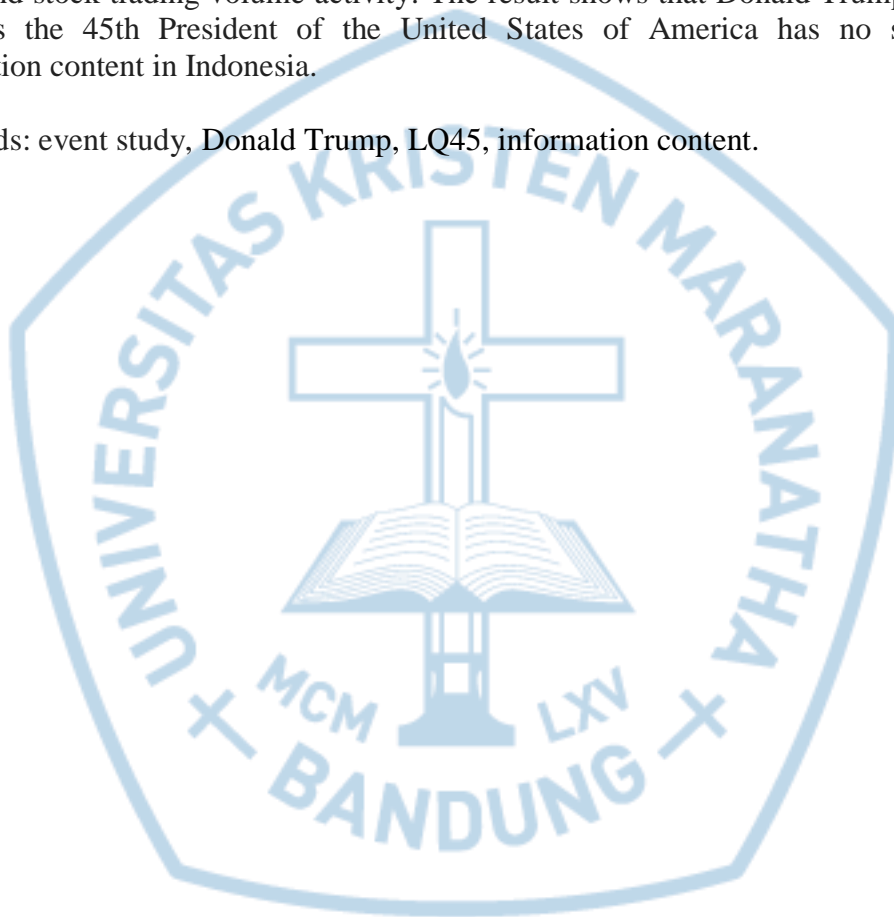 nd stock trading volume activity. The result shows that Donald Trump
s the 45th President of the United States of America has no s
tion content in Indonesia.
ds: event study, Donald Trump, LQ45, information content.
UNIVERSITAS KRISTEN MARANATHA
MCM LXV
BANDUNG